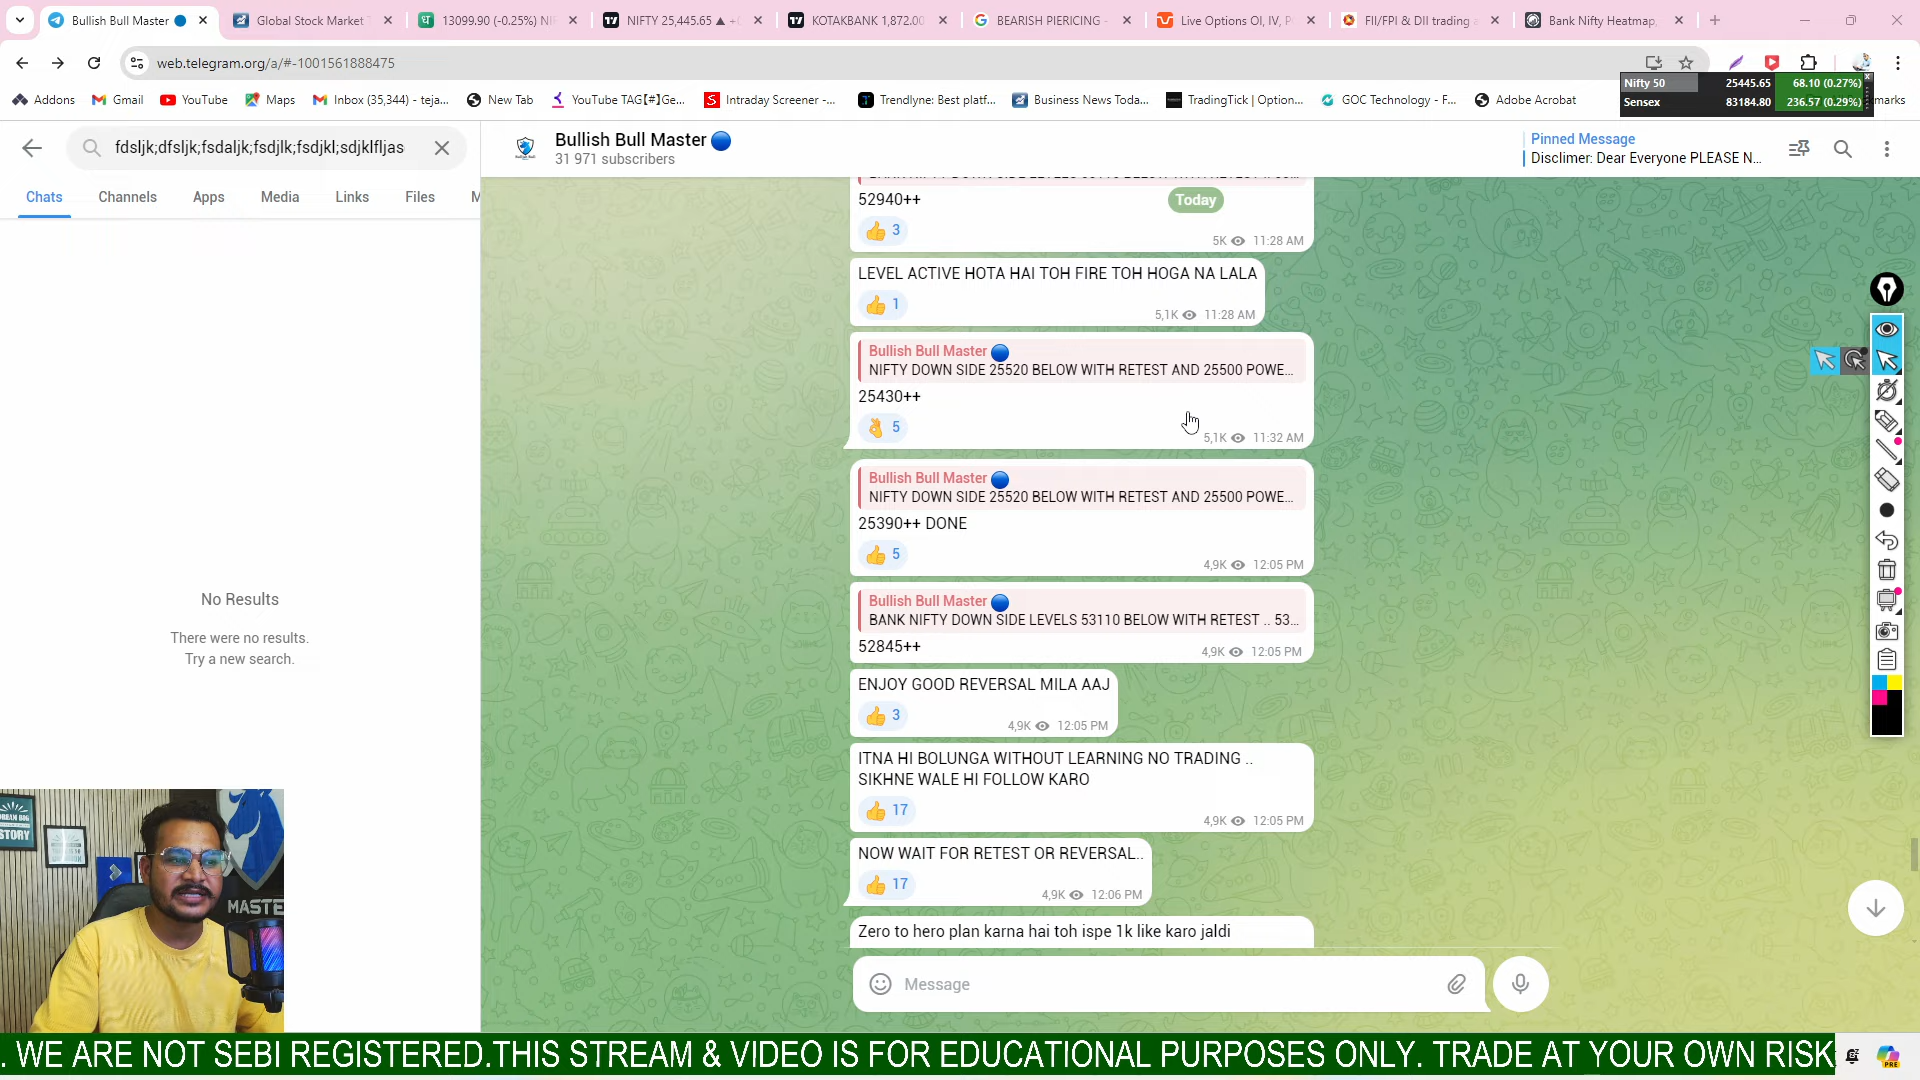 Bullish Bull Master
Global Stock Market
13099.90 (-0.25%)
NIFTY 25,445.65 ▲
KOTAKBANK 1,872.00
BEARISH PIERICING -
Live Options OI, IV, P
FII/FPI & DII trading a
Bank Nifty Heatmap,
web.telegram.org/a/#-1001561888475
Addons
Gmail
YouTube
Maps
Inbox (35,344) - teja...
New Tab
YouTube TAG【#】Ge...
Intraday Screener -...
Trendlyne: Best platf...
Business News Toda...
TradingTick | Option...
GOC Technology - F...
Adobe Acrobat
marks
Nifty 50 25445.65 68.10 (0.27%)
Sensex 83184.80 236.57 (0.29%)
fdsljk;dfsljk;fsdaljk;fsdjlk;fsdjkl;sdjklfljas
Chats Channels Apps Media Links Files M
No Results
There were no results.
Try a new search.
Bullish Bull Master
31 971 subscribers
Pinned Message
Disclimer: Dear Everyone PLEASE N...
Today
52940++
3
5K 11:28 AM
LEVEL ACTIVE HOTA HAI TOH FIRE TOH HOGA NA LALA
1
5,1K 11:28 AM
Bullish Bull Master
NIFTY DOWN SIDE 25520 BELOW WITH RETEST AND 25500 POWE...
25430++
5
5,1K 11:32 AM
Bullish Bull Master
NIFTY DOWN SIDE 25520 BELOW WITH RETEST AND 25500 POWE...
25390++ DONE
5
4,9K 12:05 PM
Bullish Bull Master
BANK NIFTY DOWN SIDE LEVELS 53110 BELOW WITH RETEST .. 53...
52845++
4,9K 12:05 PM
ENJOY GOOD REVERSAL MILA AAJ
3
4,9K 12:05 PM
ITNA HI BOLUNGA WITHOUT LEARNING NO TRADING ..
SIKHNE WALE HI FOLLOW KARO
17
4,9K 12:05 PM
NOW WAIT FOR RETEST OR REVERSAL..
17
4,9K 12:06 PM
Zero to hero plan karna hai toh ispe 1k like karo jaldi
Message
DREAM BIG
STORY
MASTE
. WE ARE NOT SEBI REGISTERED.THIS STREAM & VIDEO IS FOR EDUCATIONAL PURPOSES ONLY. TRADE AT YOUR OWN RISK
PRE